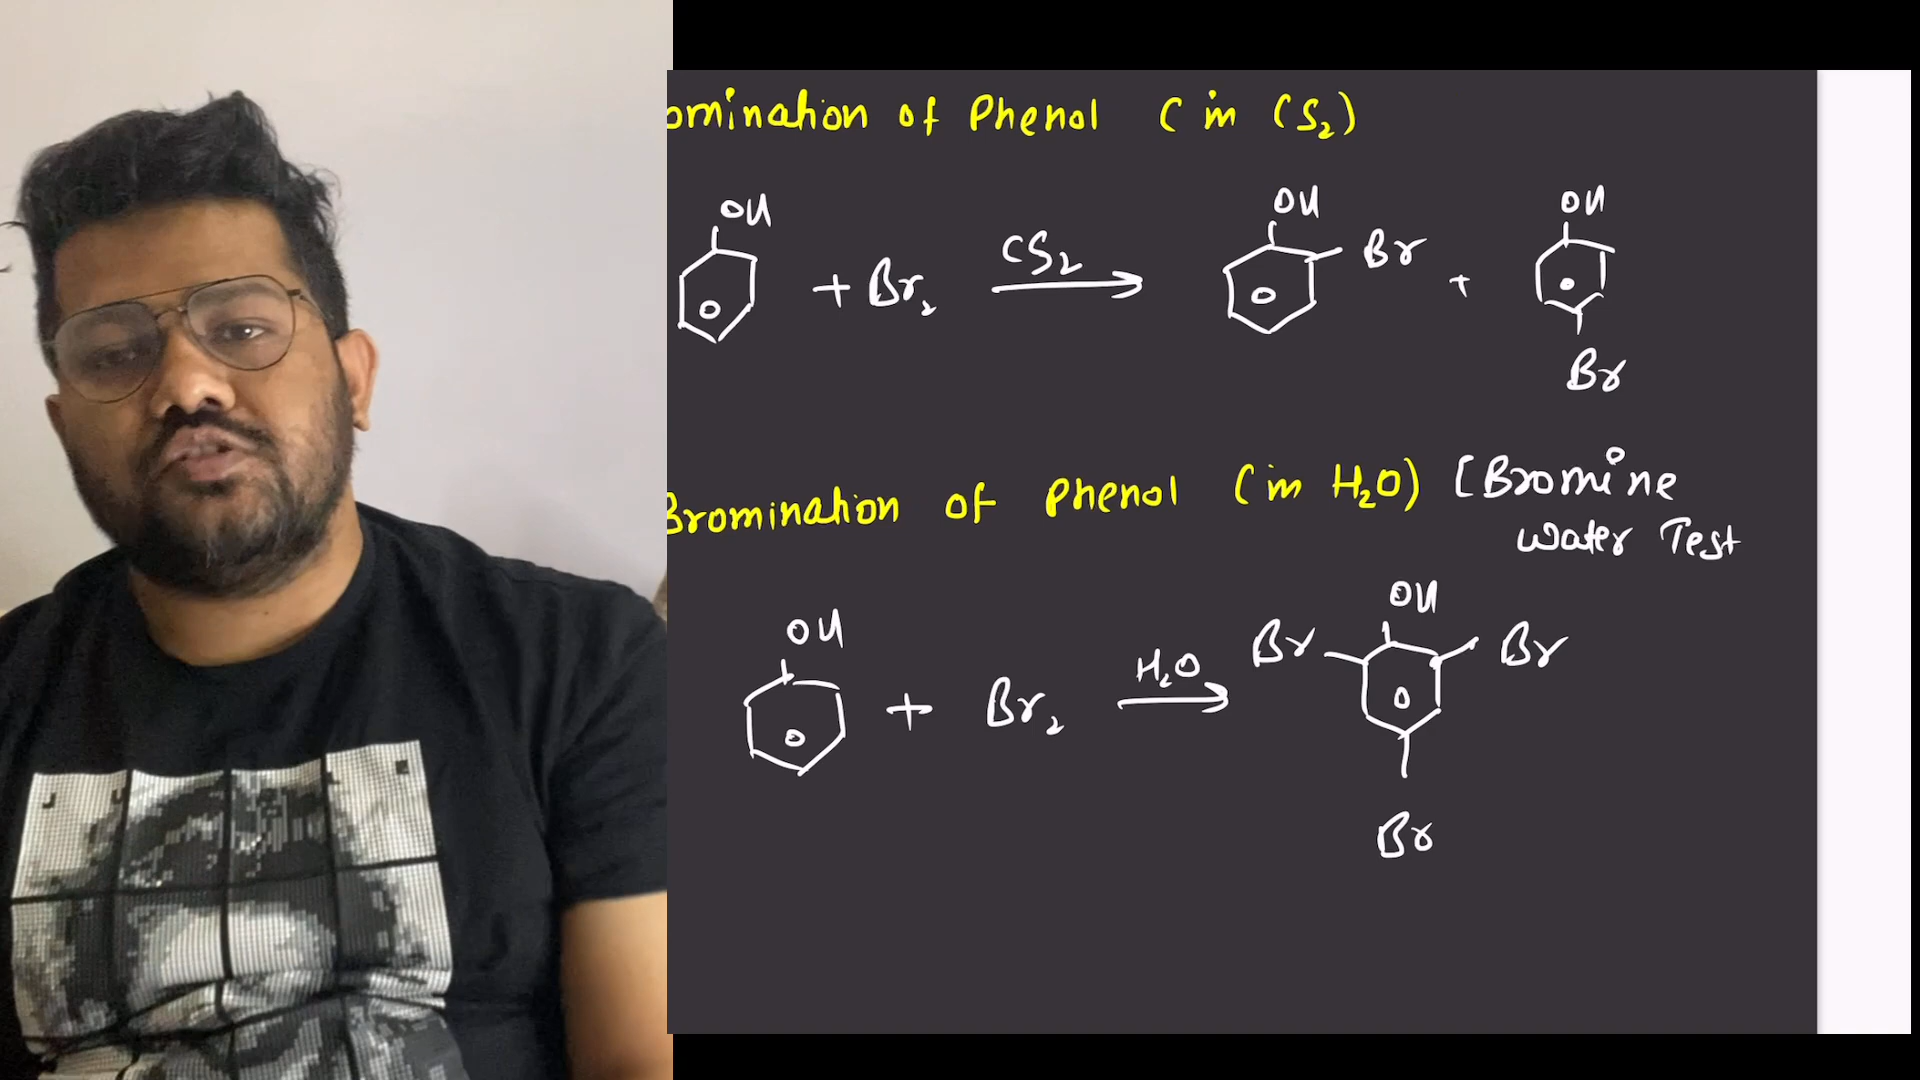 omination of Phenol (in CS₂)
OH
+ Br₂
CS₂
OH
Br
+
OH
Br
Bromination of Phenol (in H₂O) [Bromine
water Test
OH
+ Br₂
H₂O
OH
Br
Br
Br